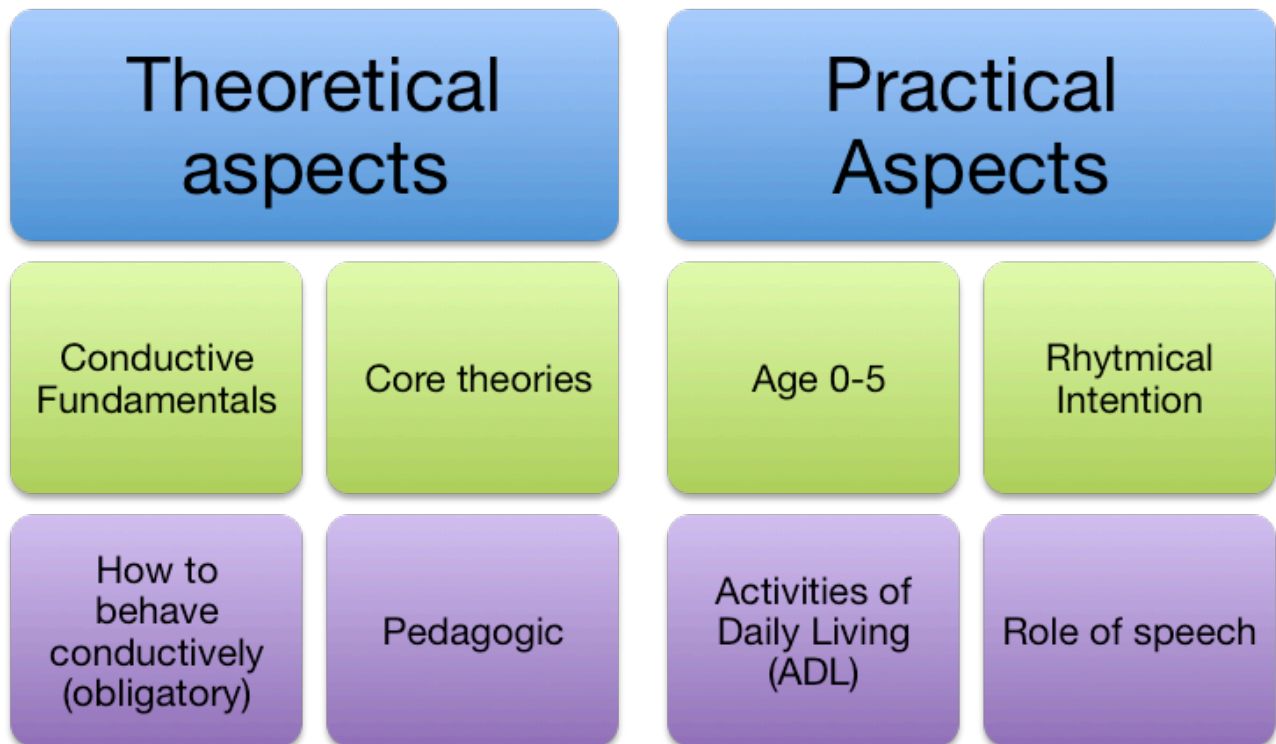 Theoretical
aspects
Practical
Aspects
Conductive
Fundamentals
Core theories
Age 0-5
Rhytmical
Intention
How to
behave
conductively
(obligatory)
Pedagogic
Activities of
Daily Living
(ADL)
Role of speech